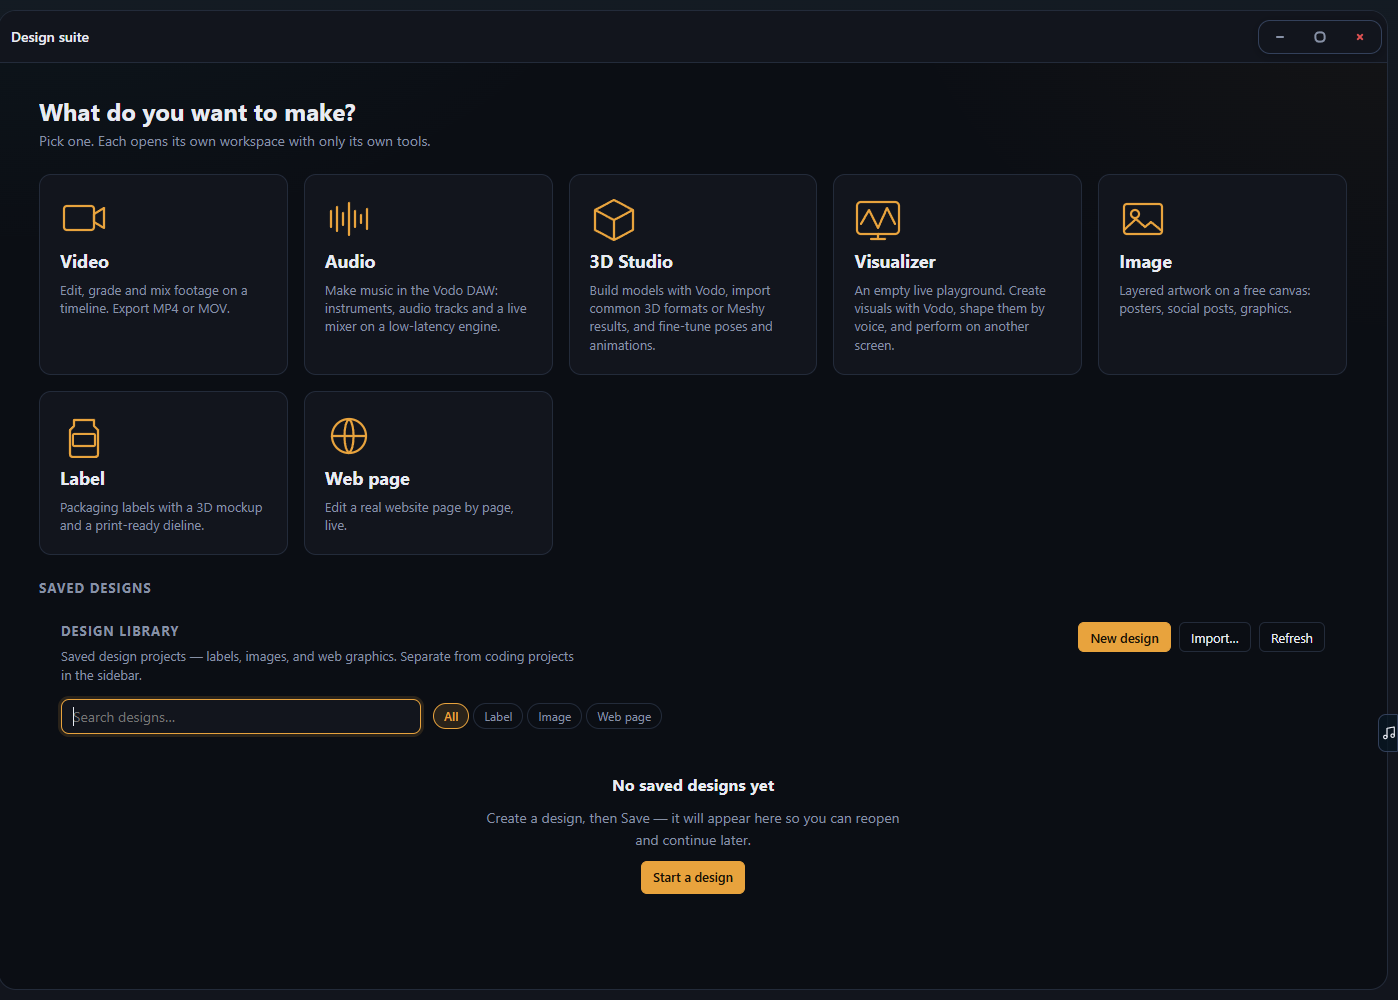 Design suite
What do you want to make?
Pick one. Each opens its own workspace with only its own tools.
Video
Edit, grade and mix footage on a
timeline. Export MP4 or MOV.
Audio
Make music in the Vodo DAW:
instruments, audio tracks and a live
mixer on a low-latency engine.
3D Studio
Build models with Vodo, import
common 3D formats or Meshy
results, and fine-tune poses and
animations.
Visualizer
An empty live playground. Create
visuals with Vodo, shape them by
voice, and perform on another
screen.
Image
Layered artwork on a free canvas:
posters, social posts, graphics.
Label
Packaging labels with a 3D mockup
and a print-ready dieline.
Web page
Edit a real website page by page,
live.
SAVED DESIGNS
DESIGN LIBRARY
Saved design projects — labels, images, and web graphics. Separate from coding projects
in the sidebar.
New design
Import...
Refresh
Search designs...
All
Label
Image
Web page
No saved designs yet
Create a design, then Save — it will appear here so you can reopen
and continue later.
Start a design